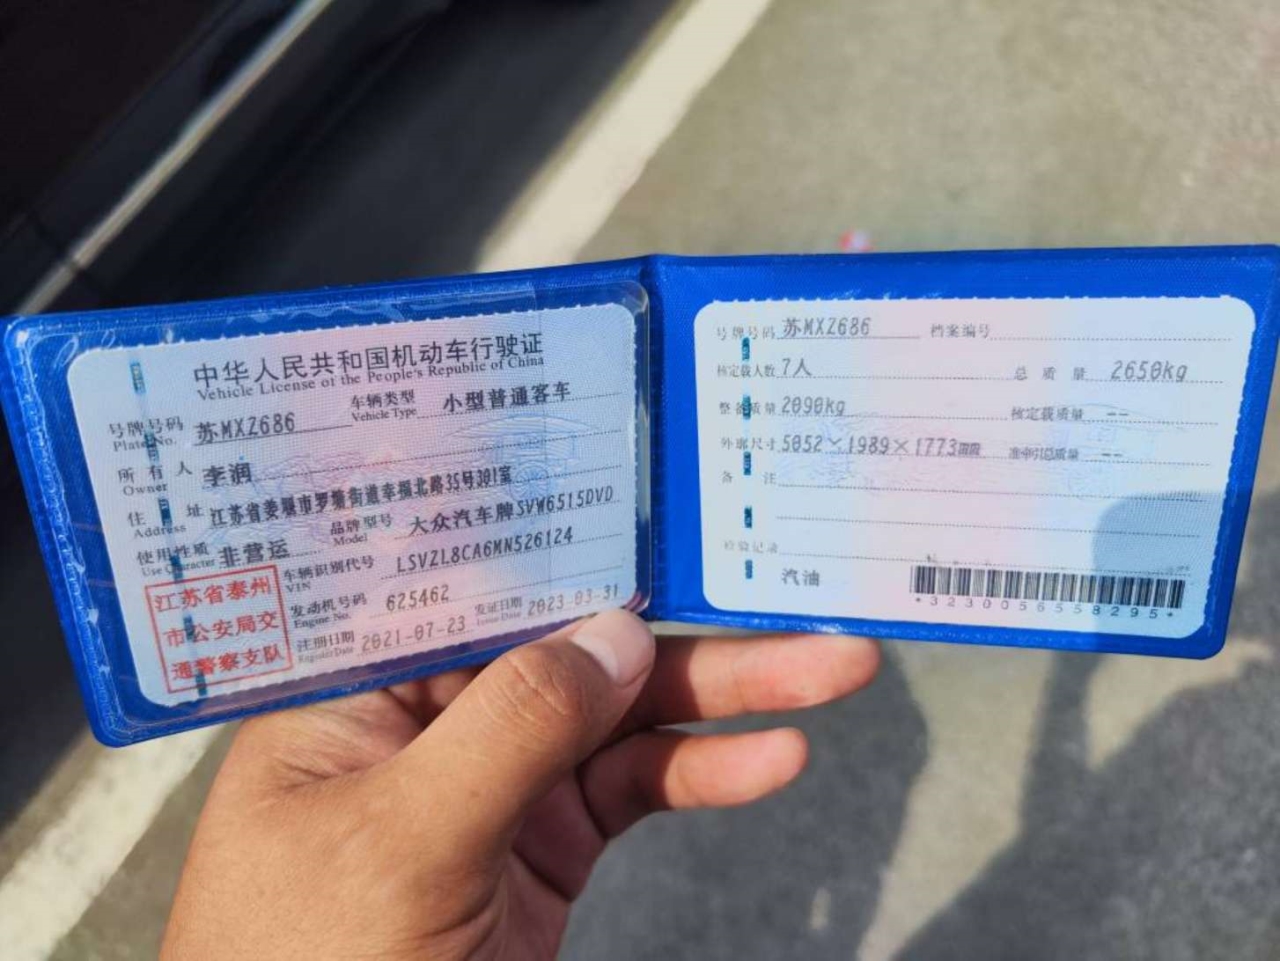 中华人民共和国机动车行驶证
Vehicle License of the People's Republic of China
号牌号码 苏MXZ686 车辆类型 小型普通客车
Plate No. Vehicle Type
所有人 李润
Owner
住址 江苏省姜堰市罗塘街道幸福北路35号301室
Address
使用性质 非营运 品牌型号 大众汽车牌SVW6515DVD
Use Character Model
车辆识别代号 LSVZL8CA6MN526124
VIN
发动机号码 625462 发证日期 2023-03-31
Engine No. Issue Date
注册日期 2021-07-23
Register Date
江苏省泰州
市公安局交
通警察支队
号牌号码 苏MXZ686 档案编号
核定载人数 7人 总质量 2650kg
整备质量 2090kg 核定载质量 --
外廓尺寸 5052×1989×1773 准牵引总质量 --
备注
检验记录
汽油
*3230056558295*